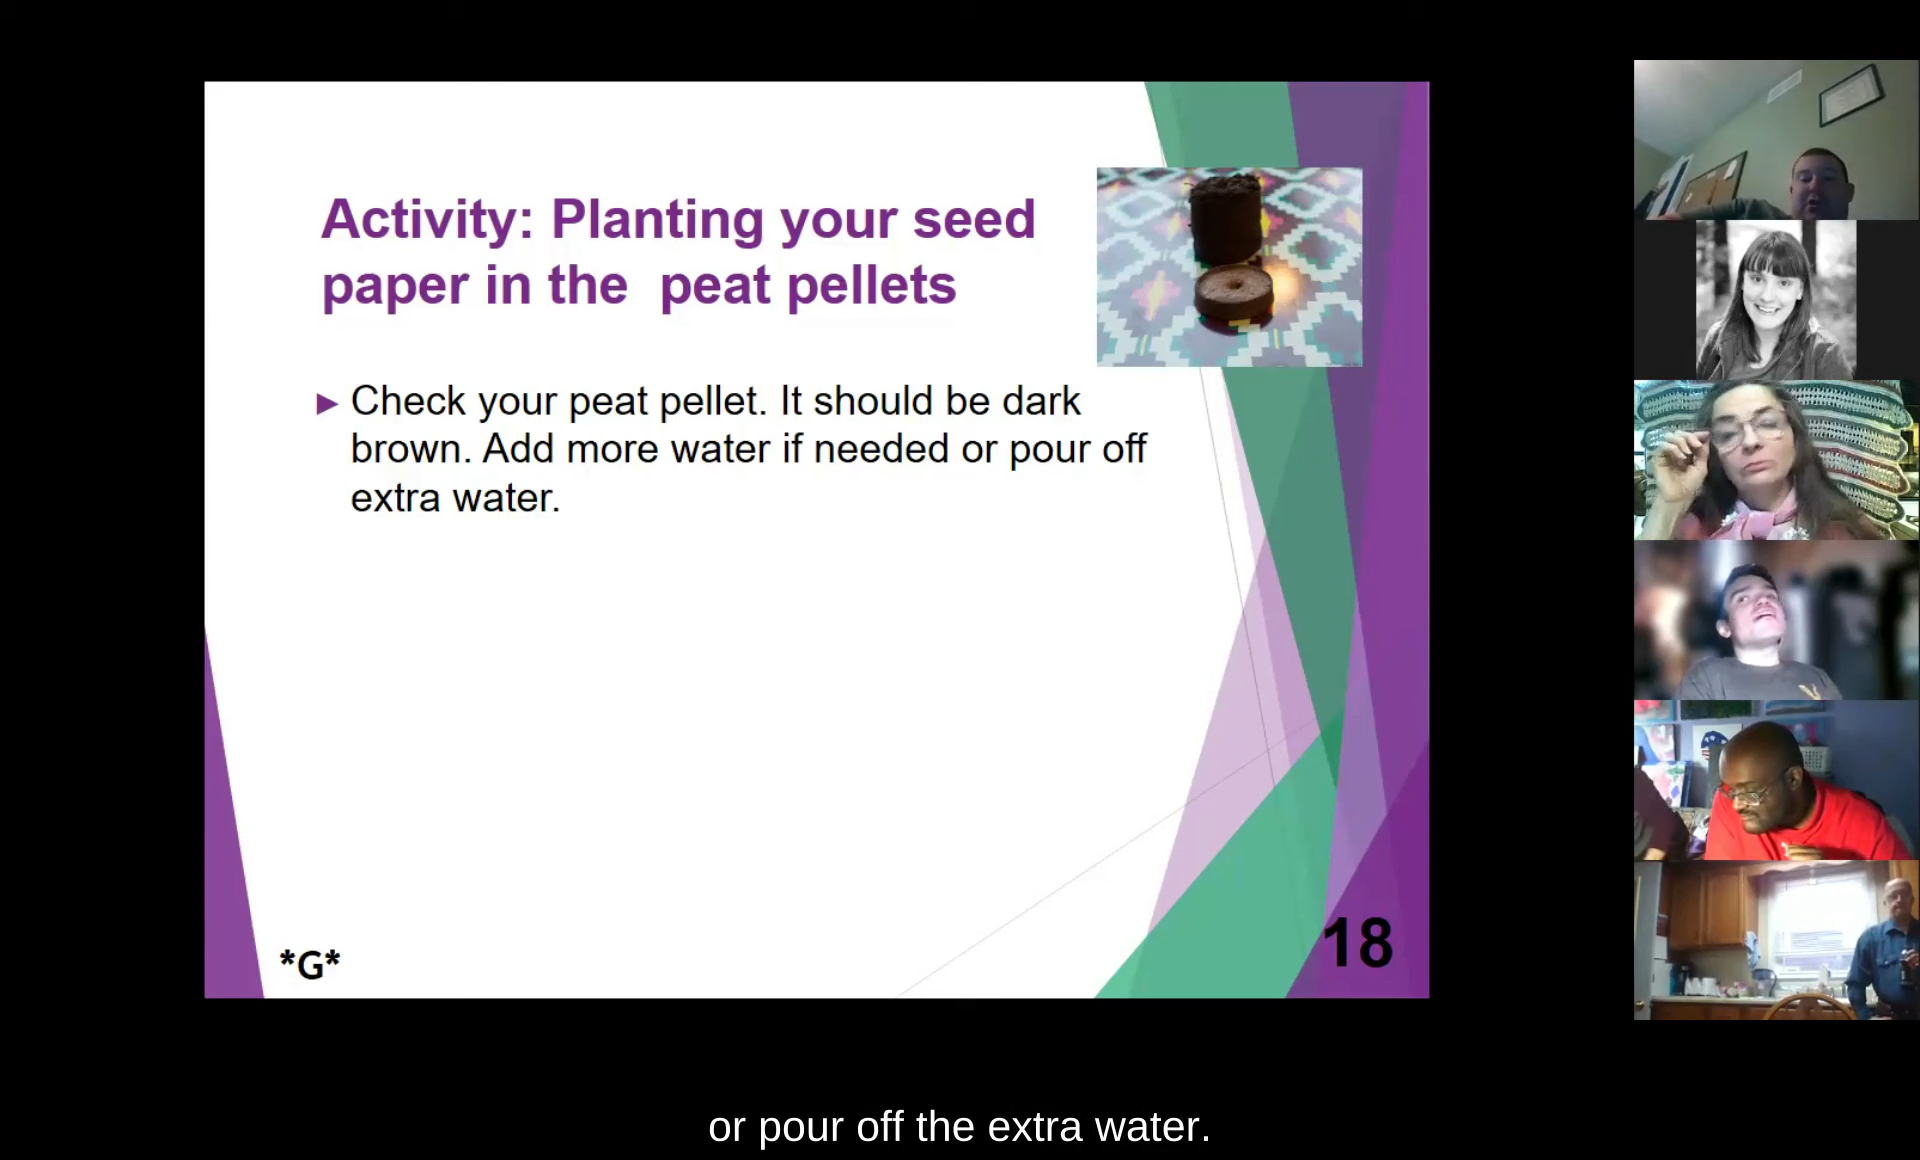 Activity: Planting your seed
paper in the  peat pellets
► Check your peat pellet. It should be dark
brown. Add more water if needed or pour off
extra water.
*G*
18
or pour off the extra water.